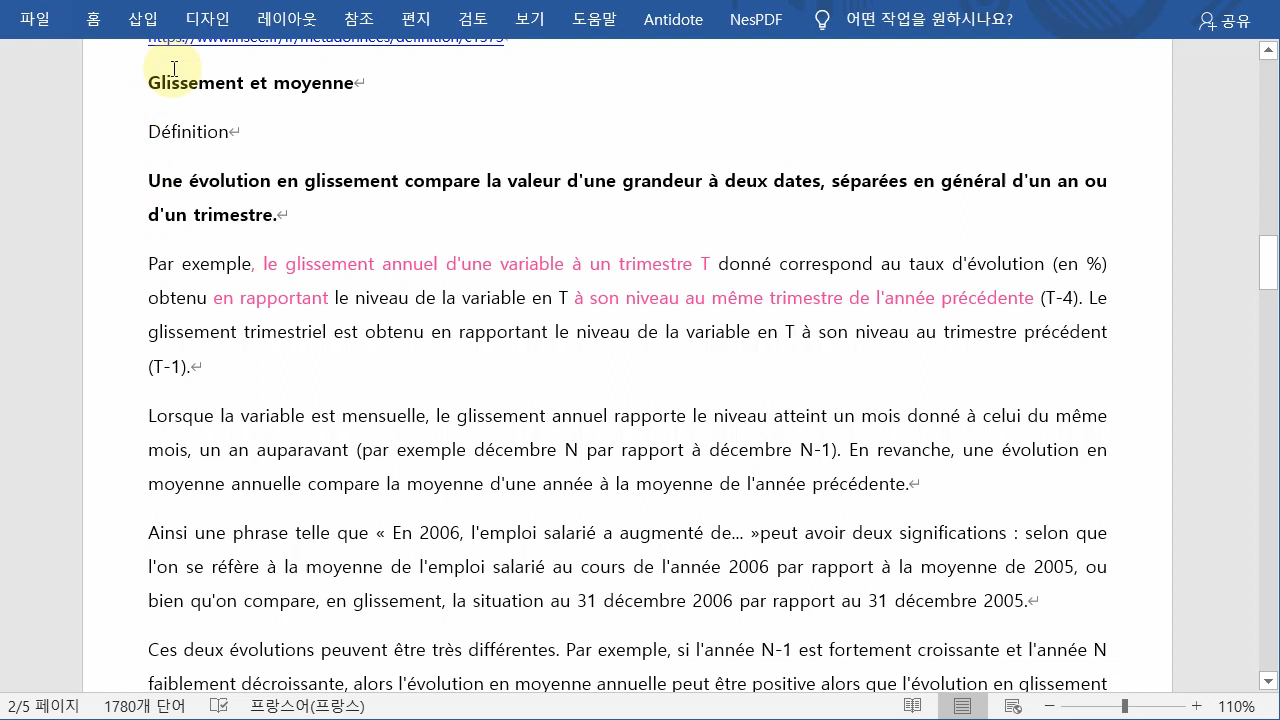 파일 홈 삽입 디자인 레이아웃 참조 편지 검토 보기 도움말 Antidote NesPDF 어떤 작업을 원하시나요? 공유
Glissement et moyenne
Définition
Une évolution en glissement compare la valeur d'une grandeur à deux dates, séparées en général d'un an ou
d'un trimestre.
Par exemple, le glissement annuel d'une variable à un trimestre T donné correspond au taux d'évolution (en %)
obtenu en rapportant le niveau de la variable en T à son niveau au même trimestre de l'année précédente (T-4). Le
glissement trimestriel est obtenu en rapportant le niveau de la variable en T à son niveau au trimestre précédent
(T-1).
Lorsque la variable est mensuelle, le glissement annuel rapporte le niveau atteint un mois donné à celui du même
mois, un an auparavant (par exemple décembre N par rapport à décembre N-1). En revanche, une évolution en
moyenne annuelle compare la moyenne d'une année à la moyenne de l'année précédente.
Ainsi une phrase telle que « En 2006, l'emploi salarié a augmenté de... »peut avoir deux significations : selon que
l'on se réfère à la moyenne de l'emploi salarié au cours de l'année 2006 par rapport à la moyenne de 2005, ou
bien qu'on compare, en glissement, la situation au 31 décembre 2006 par rapport au 31 décembre 2005.
Ces deux évolutions peuvent être très différentes. Par exemple, si l'année N-1 est fortement croissante et l'année N
faiblement décroissante, alors l'évolution en moyenne annuelle peut être positive alors que l'évolution en glissement
2/5 페이지 1780개 단어 프랑스어(프랑스) 110%